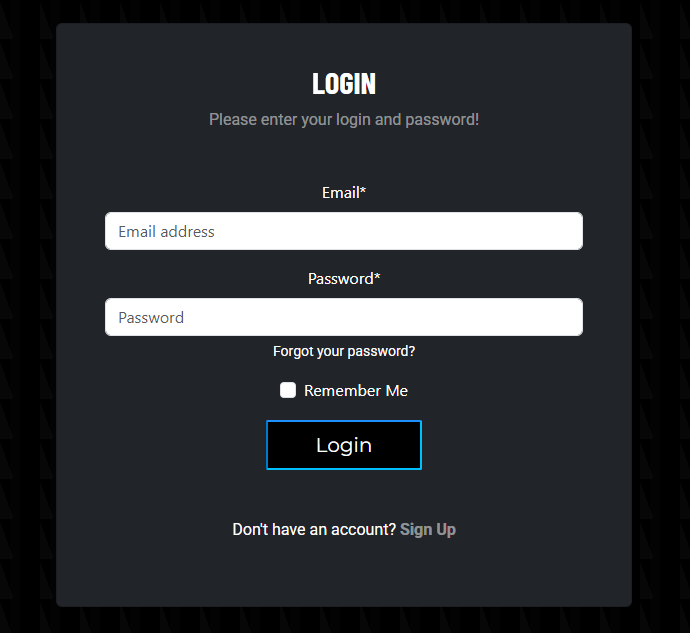 LOGIN
Please enter your login and password!
Email*
Email address
Password*
Password
Forgot your password?
Remember Me
Login
Don't have an account? Sign Up